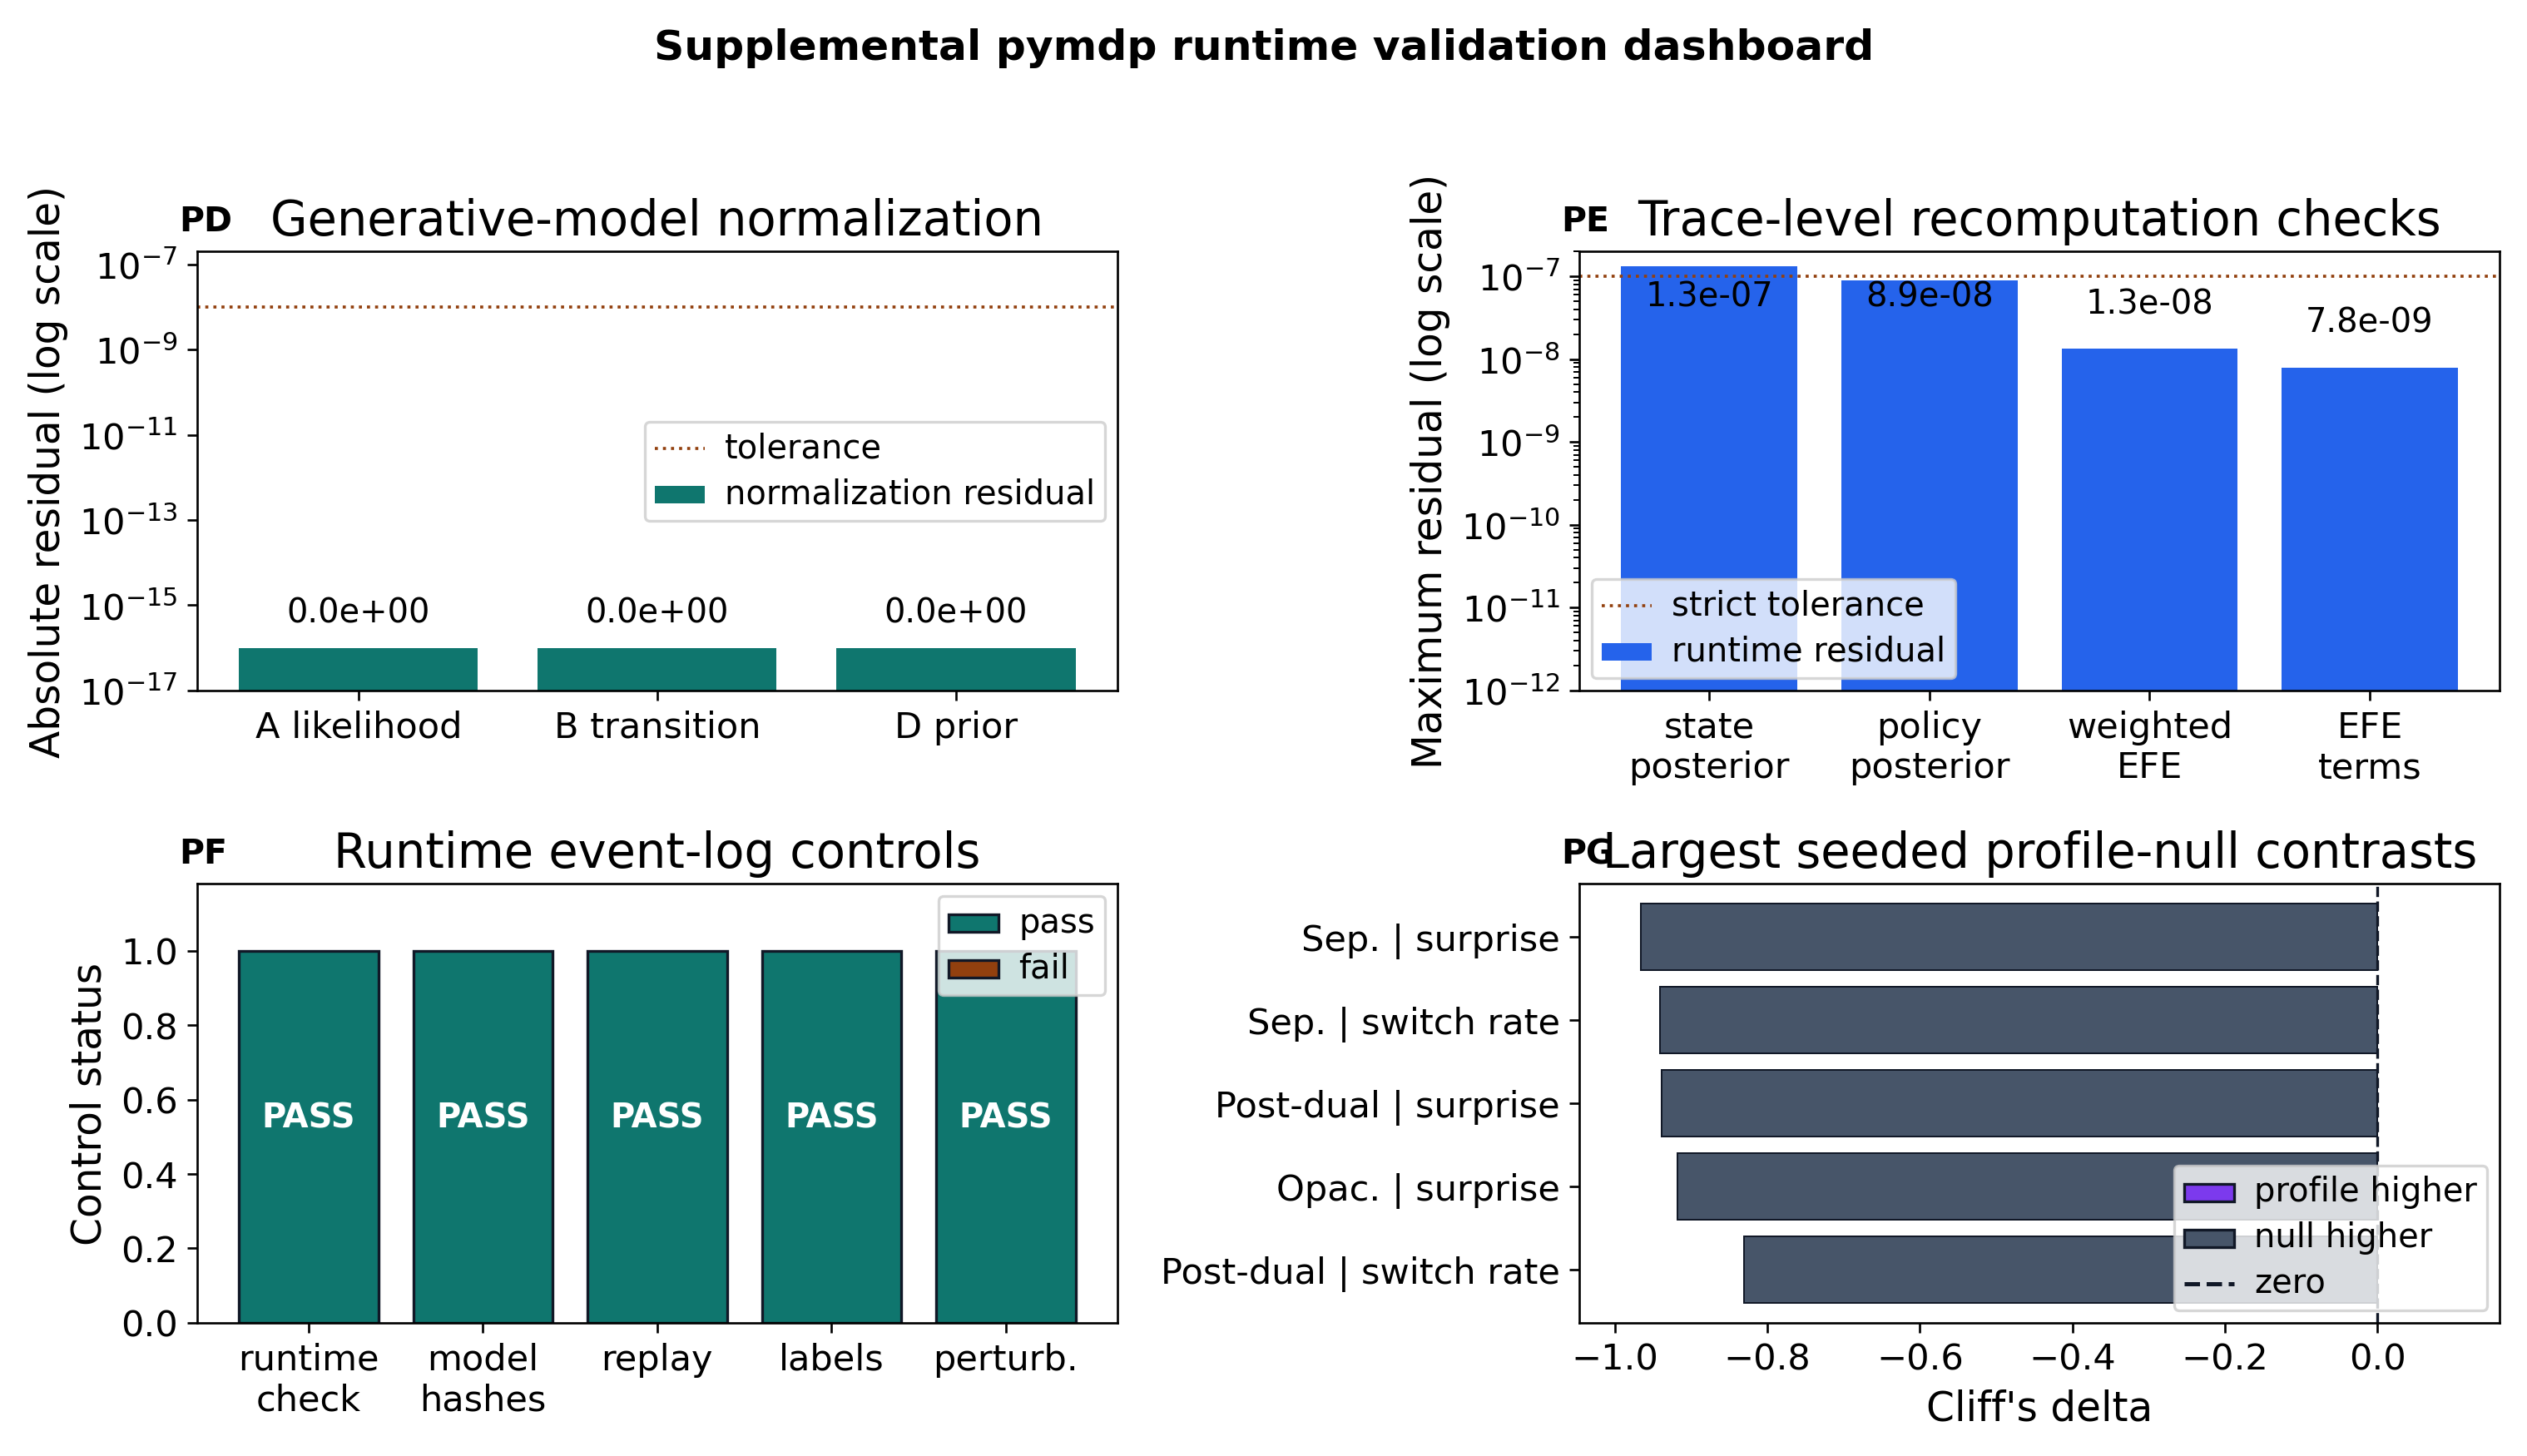 Supplemental pymdp runtime validation dashboard
PD Generative-model normalization
Absolute residual (log scale)
10⁻⁷
10⁻⁹
10⁻¹¹
10⁻¹³
10⁻¹⁵
10⁻¹⁷
tolerance
normalization residual
0.0e+00 0.0e+00 0.0e+00
A likelihood B transition D prior
PE Trace-level recomputation checks
Maximum residual (log scale)
10⁻⁷
10⁻⁸
10⁻⁹
10⁻¹⁰
10⁻¹¹
10⁻¹²
1.3e-07 8.9e-08 1.3e-08 7.8e-09
strict tolerance
runtime residual
state posterior
policy posterior
weighted EFE
EFE terms
PF Runtime event-log controls
Control status
1.0
0.8
0.6
0.4
0.2
0.0
pass
fail
PASS PASS PASS PASS PASS
runtime check
model hashes
replay
labels
perturb.
PG Largest seeded profile-null contrasts
Sep. | surprise
Sep. | switch rate
Post-dual | surprise
Opac. | surprise
Post-dual | switch rate
profile higher
null higher
zero
−1.0 −0.8 −0.6 −0.4 −0.2 0.0
Cliff's delta